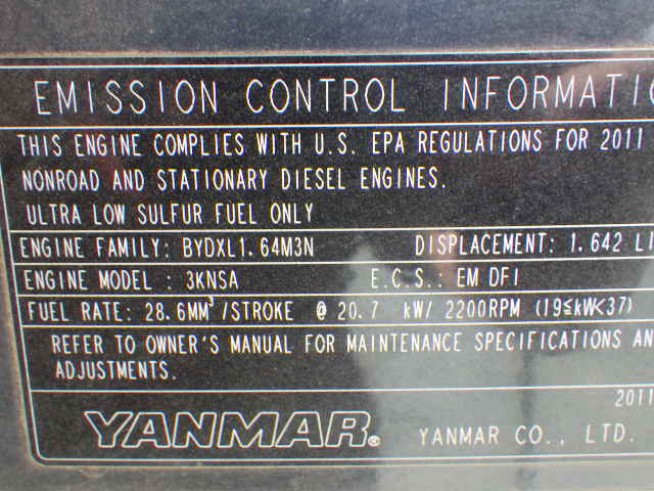 EMISSION CONTROL INFORMATIO
THIS ENGINE COMPLIES WITH U.S. EPA REGULATIONS FOR 2011
NONROAD AND STATIONARY DIESEL ENGINES.
ULTRA LOW SULFUR FUEL ONLY
ENGINE FAMILY: BYDXL1.64M3N DISPLACEMENT: 1.642 LI
ENGINE MODEL : 3KNSA E.C.S.: EM DFI
FUEL RATE: 28.6MM³/STROKE @ 20.7 kW/ 2200RPM (19≦kW<37)
REFER TO OWNER'S MANUAL FOR MAINTENANCE SPECIFICATIONS AN
ADJUSTMENTS.
2011
YANMAR® YANMAR CO., LTD.